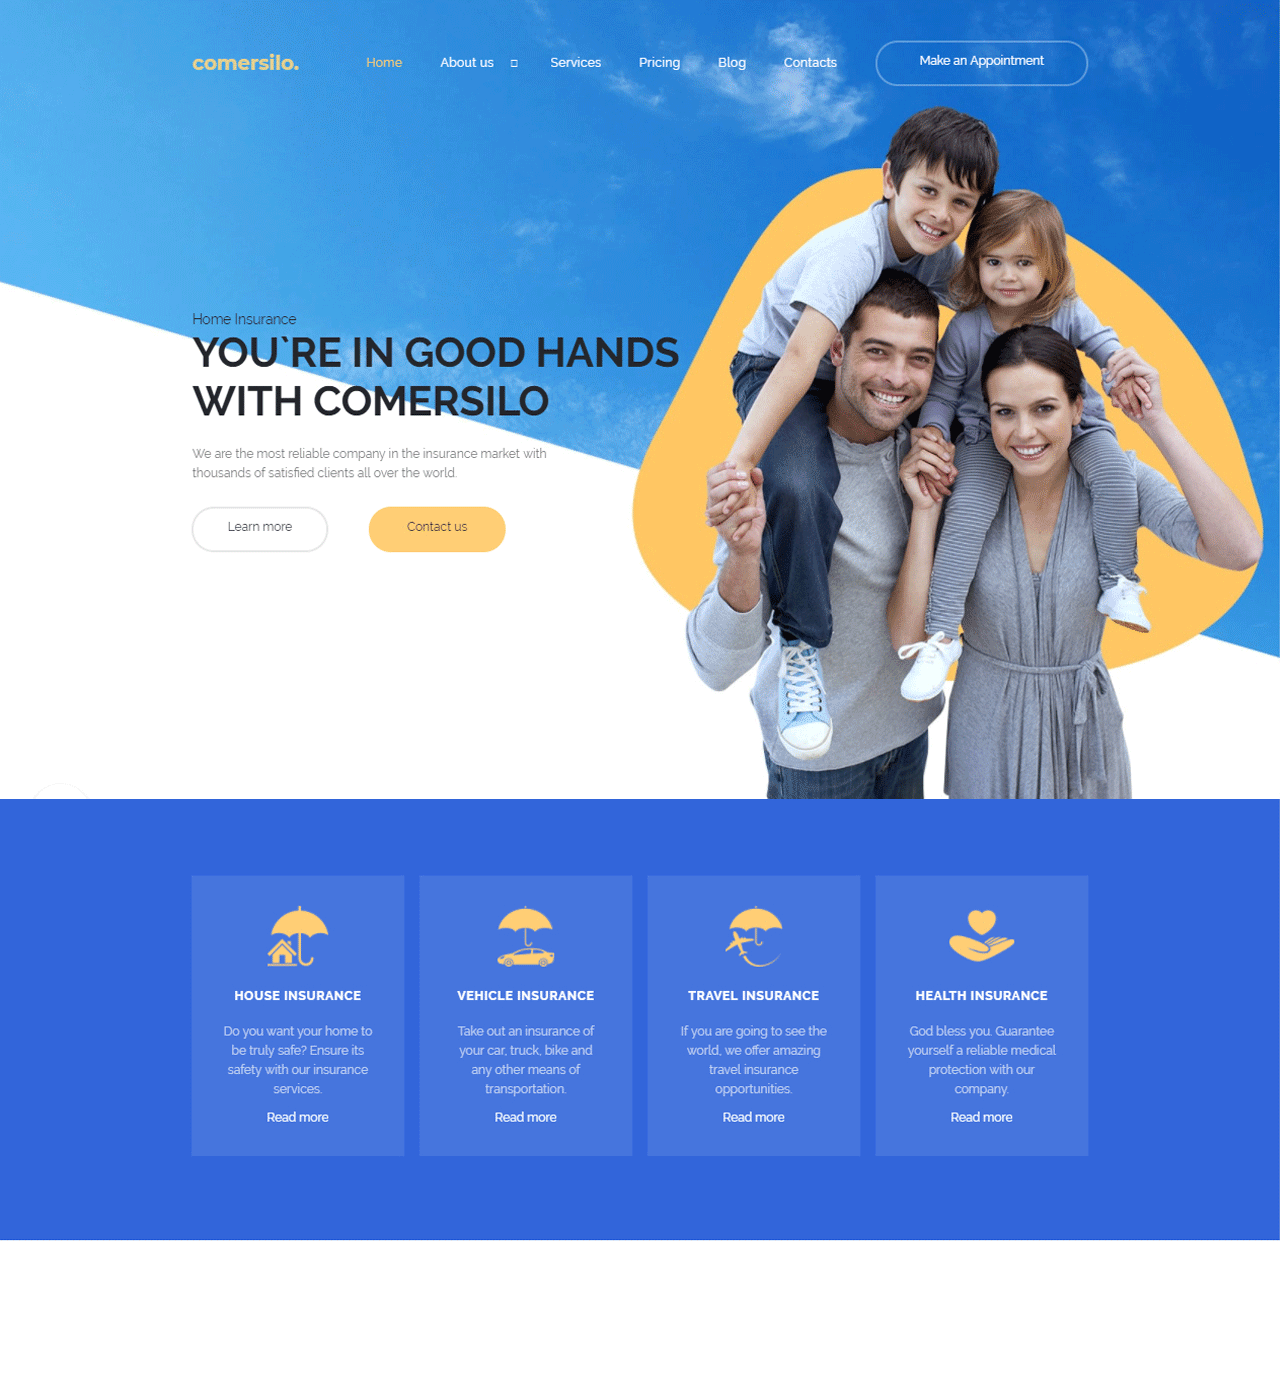 comersilo.
Home
About us
Services
Pricing
Blog
Contacts
Make an Appointment
Home Insurance
YOU`RE IN GOOD HANDS
WITH COMERSILO
We are the most reliable company in the insurance market with
thousands of satisfied clients all over the world.
Learn more
Contact us
HOUSE INSURANCE
Do you want your home to
be truly safe? Ensure its
safety with our insurance
services.
Read more
VEHICLE INSURANCE
Take out an insurance of
your car, truck, bike and
any other means of
transportation.
Read more
TRAVEL INSURANCE
If you are going to see the
world, we offer amazing
travel insurance
opportunities.
Read more
HEALTH INSURANCE
God bless you. Guarantee
yourself a reliable medical
protection with our
company.
Read more